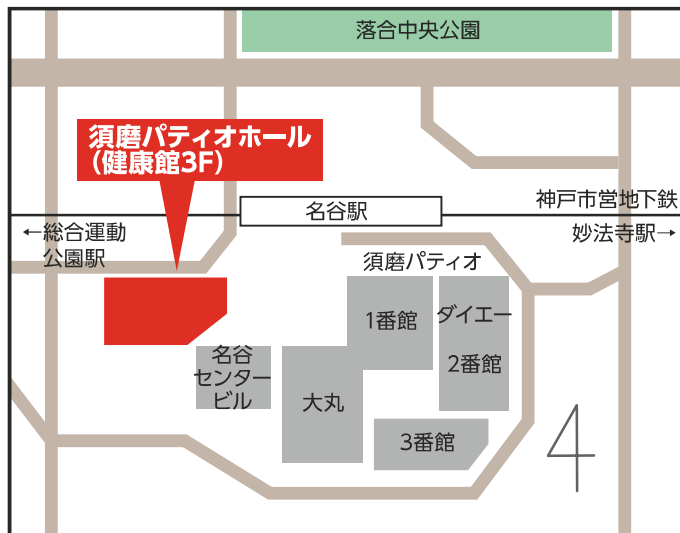 落合中央公園
須磨パティオホール
（健康館3F）
神戸市営地下鉄
名谷駅
←総合運動
公園駅
妙法寺駅→
須磨パティオ
1番館
ダイエー
2番館
名谷
センター
ビル
大丸
3番館
4